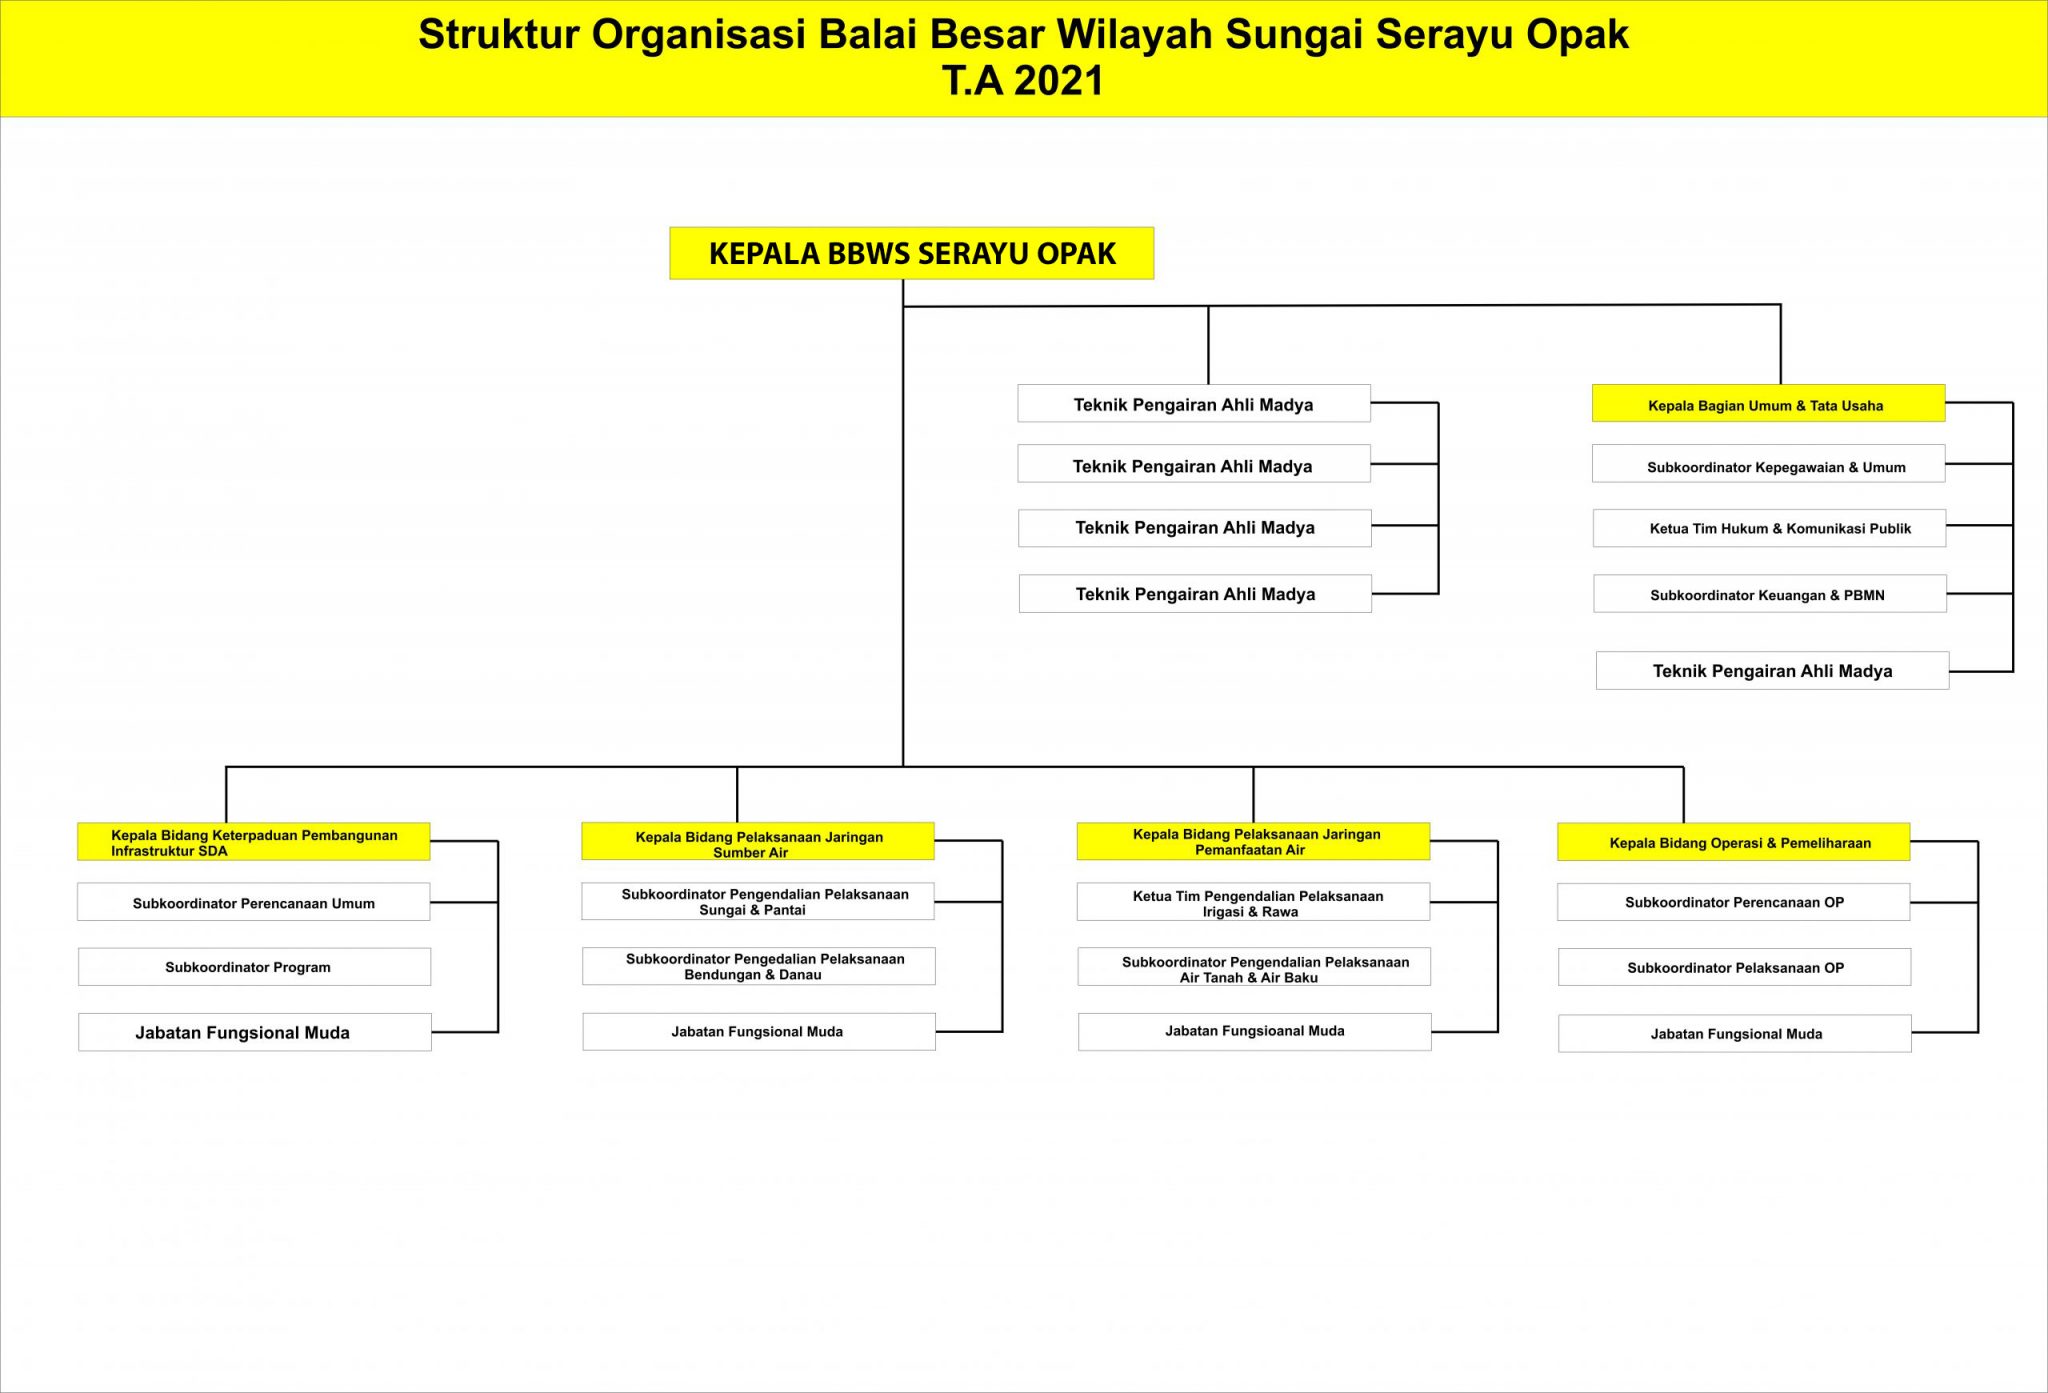 Struktur Organisasi Balai Besar Wilayah Sungai Serayu Opak
T.A 2021
KEPALA BBWS SERAYU OPAK
Teknik Pengairan Ahli Madya
Teknik Pengairan Ahli Madya
Teknik Pengairan Ahli Madya
Teknik Pengairan Ahli Madya
Kepala Bagian Umum & Tata Usaha
Subkoordinator Kepegawaian & Umum
Ketua Tim Hukum & Komunikasi Publik
Subkoordinator Keuangan & PBMN
Teknik Pengairan Ahli Madya
Kepala Bidang Keterpaduan Pembangunan
Infrastruktur SDA
Subkoordinator Perencanaan Umum
Subkoordinator Program
Jabatan Fungsional Muda
Kepala Bidang Pelaksanaan Jaringan
Sumber Air
Subkoordinator Pengendalian Pelaksanaan
Sungai & Pantai
Subkoordinator Pengedalian Pelaksanaan
Bendungan & Danau
Jabatan Fungsional Muda
Kepala Bidang Pelaksanaan Jaringan
Pemanfaatan Air
Ketua Tim Pengendalian Pelaksanaan
Irigasi & Rawa
Subkoordinator Pengendalian Pelaksanaan
Air Tanah & Air Baku
Jabatan Fungsioanal Muda
Kepala Bidang Operasi & Pemeliharaan
Subkoordinator Perencanaan OP
Subkoordinator Pelaksanaan OP
Jabatan Fungsional Muda